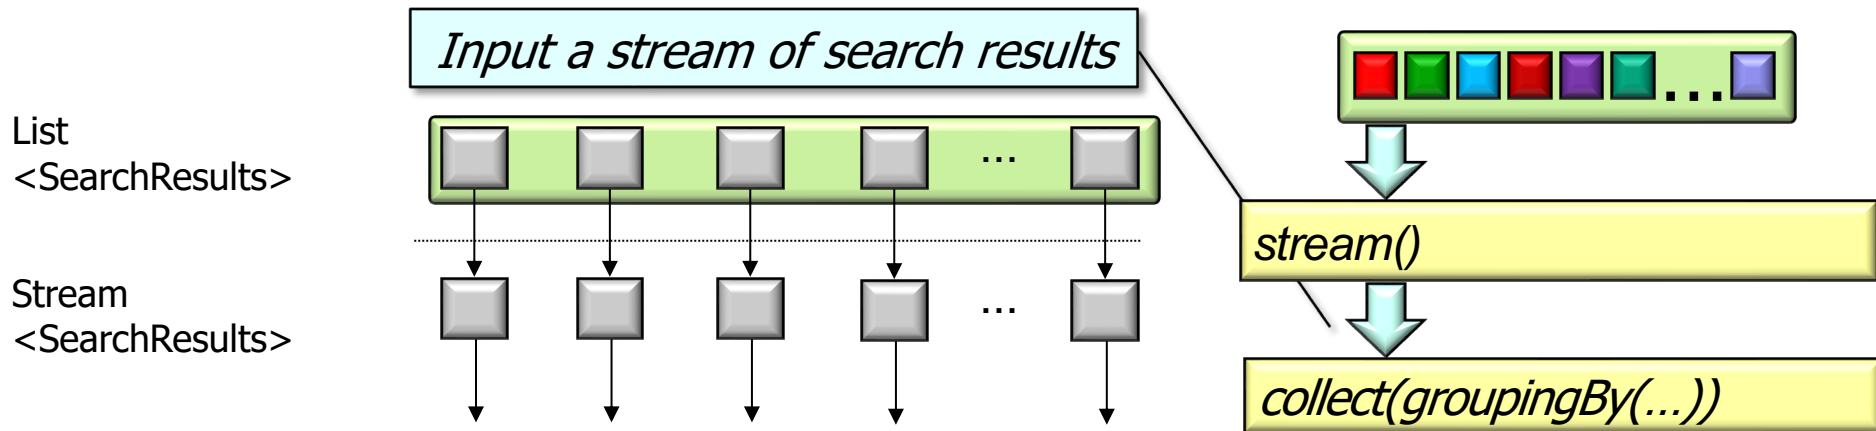 Input a stream of search results
...
List
<SearchResults>
...
stream()
Stream
<SearchResults>
...
collect(groupingBy(...))